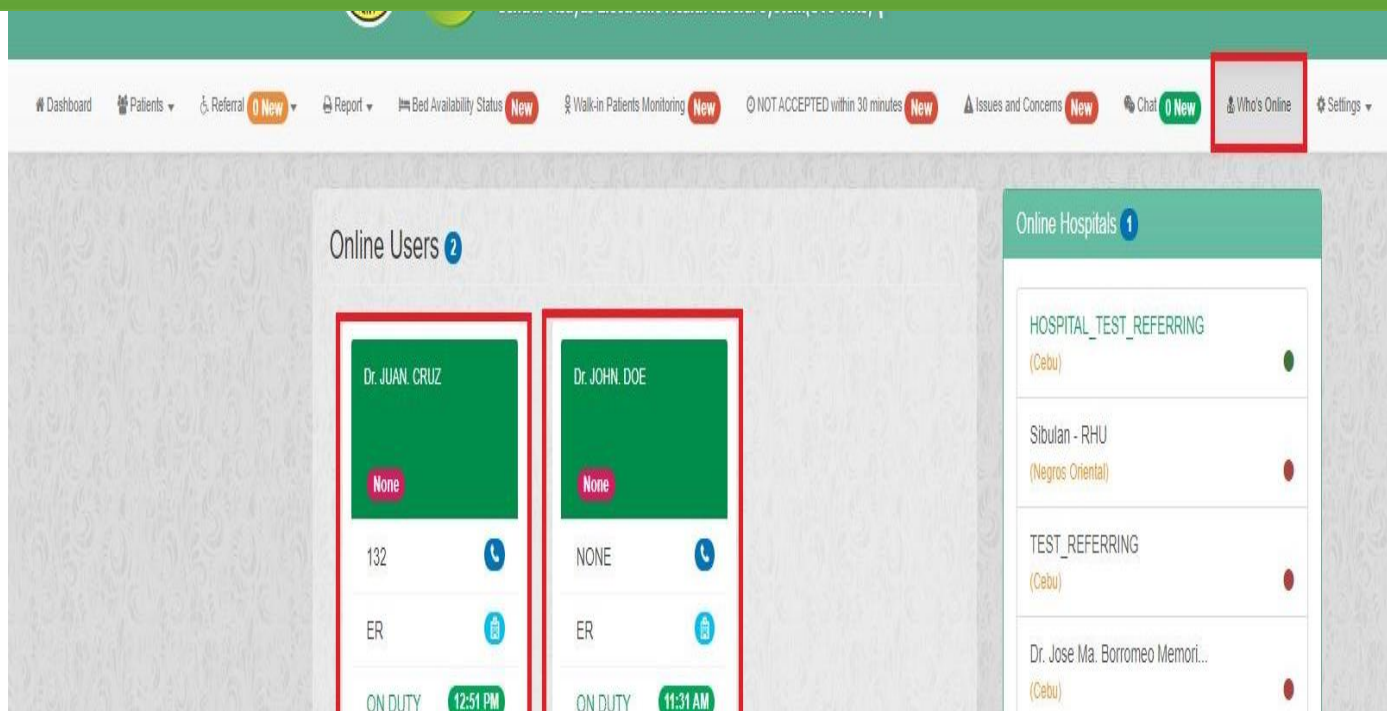 Dashboard Patients Referral 0 New Report Bed Availability Status New Walk-in Patients Monitoring New NOT ACCEPTED within 30 minutes New Issues and Concerns New Chat 0 New Who's Online Settings
Online Users 2
Dr. JUAN. CRUZ
None
132
ER
ON DUTY 12:51 PM
Dr. JOHN. DOE
None
NONE
ER
ON DUTY 11:31 AM
Online Hospitals 1
HOSPITAL_TEST_REFERRING
(Cebu)
Sibulan - RHU
(Negros Oriental)
TEST_REFERRING
(Cebu)
Dr. Jose Ma. Borromeo Memori...
(Cebu)